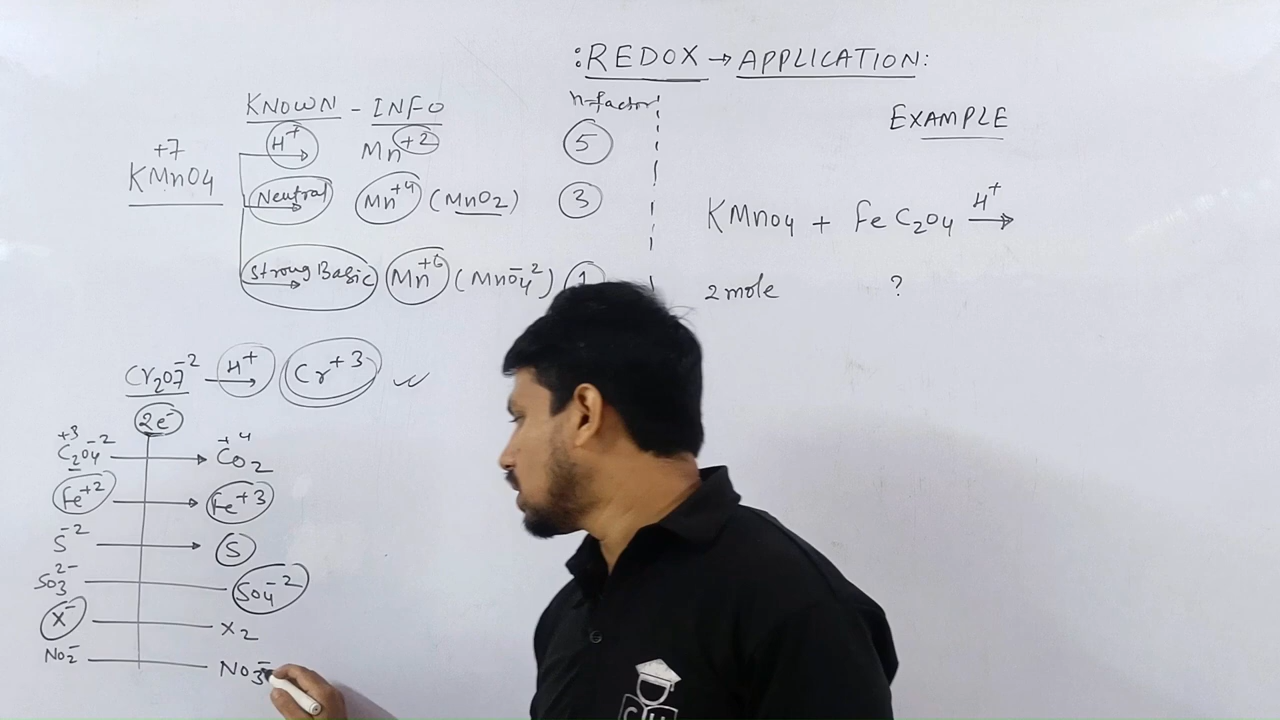 :REDOX → APPLICATION:
KNOWN - INFO
n-factor
EXAMPLE
+7
KMnO4
H+ → Mn+2 5
Neutral → Mn+4 (MnO2) 3
Strong Basic → Mn+6 (MnO4-2) 1
KMnO4 + FeC2O4 H+ →
2 mole ?
Cr2O7-2 H+ → Cr+3
2e-
+3 +4
C2O4-2 → CO2
Fe+2 → Fe+3
S-2 → S
SO3 2- SO4-2
X- X2
NO2- NO3-